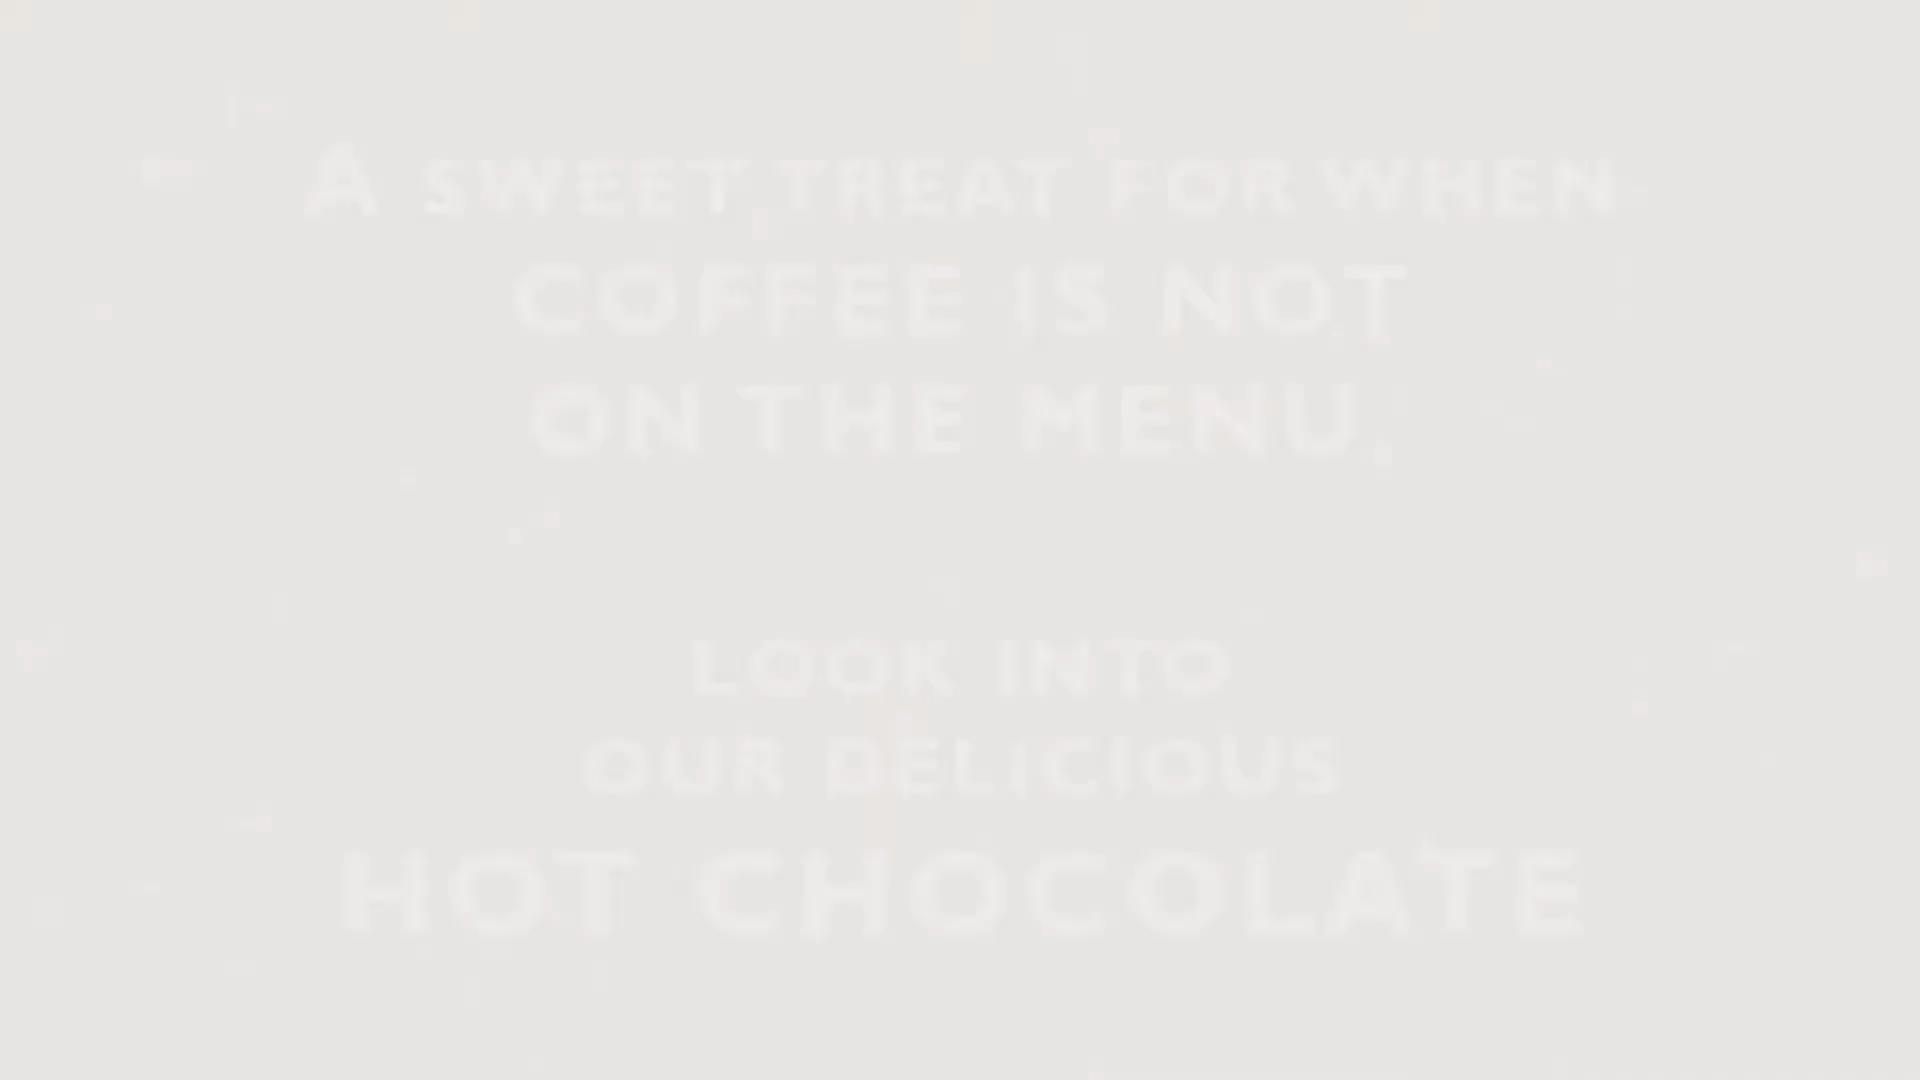 A SWEET TREAT FOR WHEN
COFFEE IS NOT
ON THE MENU,
LOOK INTO
OUR DELICIOUS
HOT CHOCOLATE